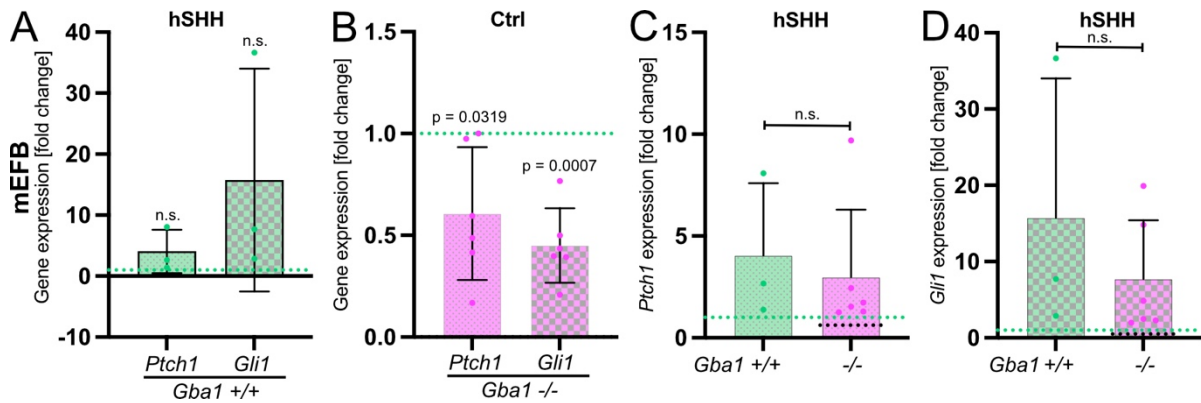 A
hSHH
mEFB
Gene expression [fold change]
40
30
20
10
0
-10
n.s.
n.s.
Ptch1 Gli1
Gba1 +/+
B
Ctrl
Gene expression [fold change]
1.5
1.0
0.5
0.0
p = 0.0319
p = 0.0007
Ptch1 Gli1
Gba1 -/-
C
hSHH
Ptch1 expression [fold change]
15
10
5
0
n.s.
Gba1 +/+ -/-
D
hSHH
Gli1 expression [fold change]
40
30
20
10
0
n.s.
Gba1 +/+ -/-